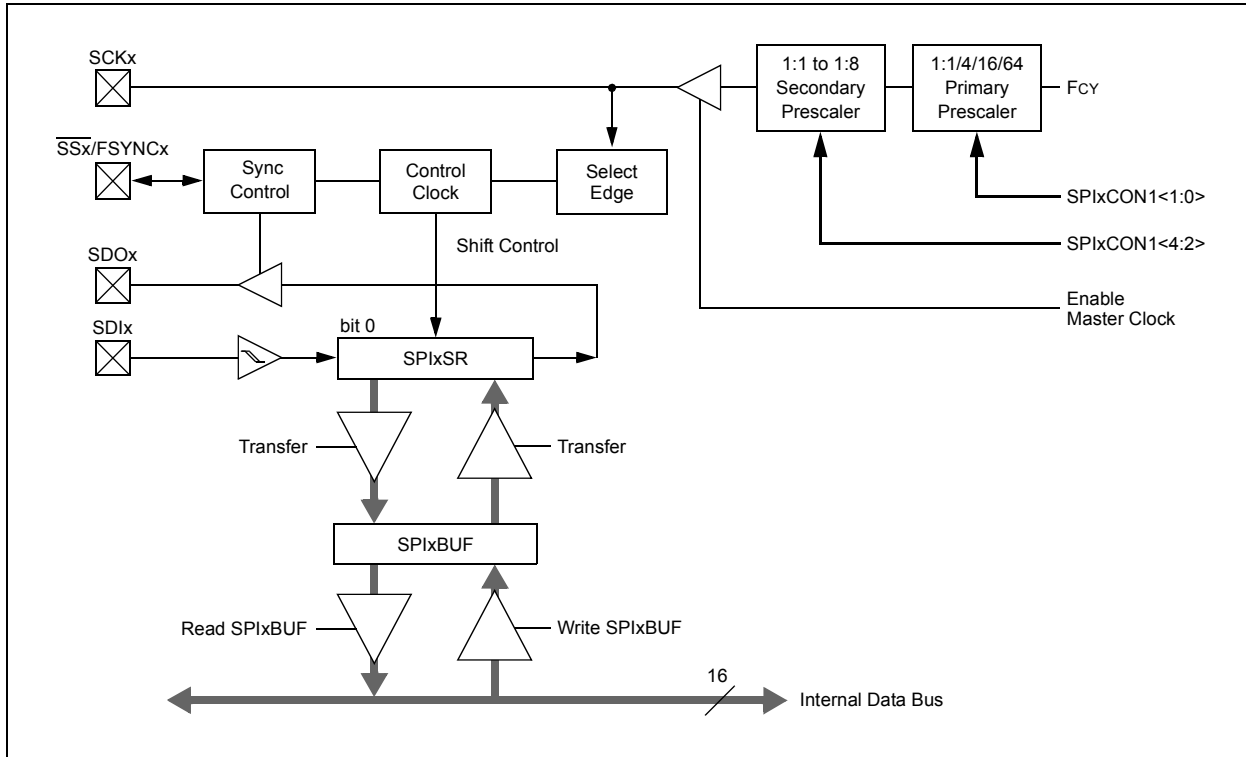 SCKx
1:1 to 1:8
Secondary
Prescaler
1:1/4/16/64
Primary
Prescaler
FCY
SSx/FSYNCx
Sync
Control
Control
Clock
Select
Edge
SPIxCON1<1:0>
Shift Control
SPIxCON1<4:2>
SDOx
Enable
Master Clock
SDIx
bit 0
SPIxSR
Transfer
Transfer
SPIxBUF
Read SPIxBUF
Write SPIxBUF
16
Internal Data Bus